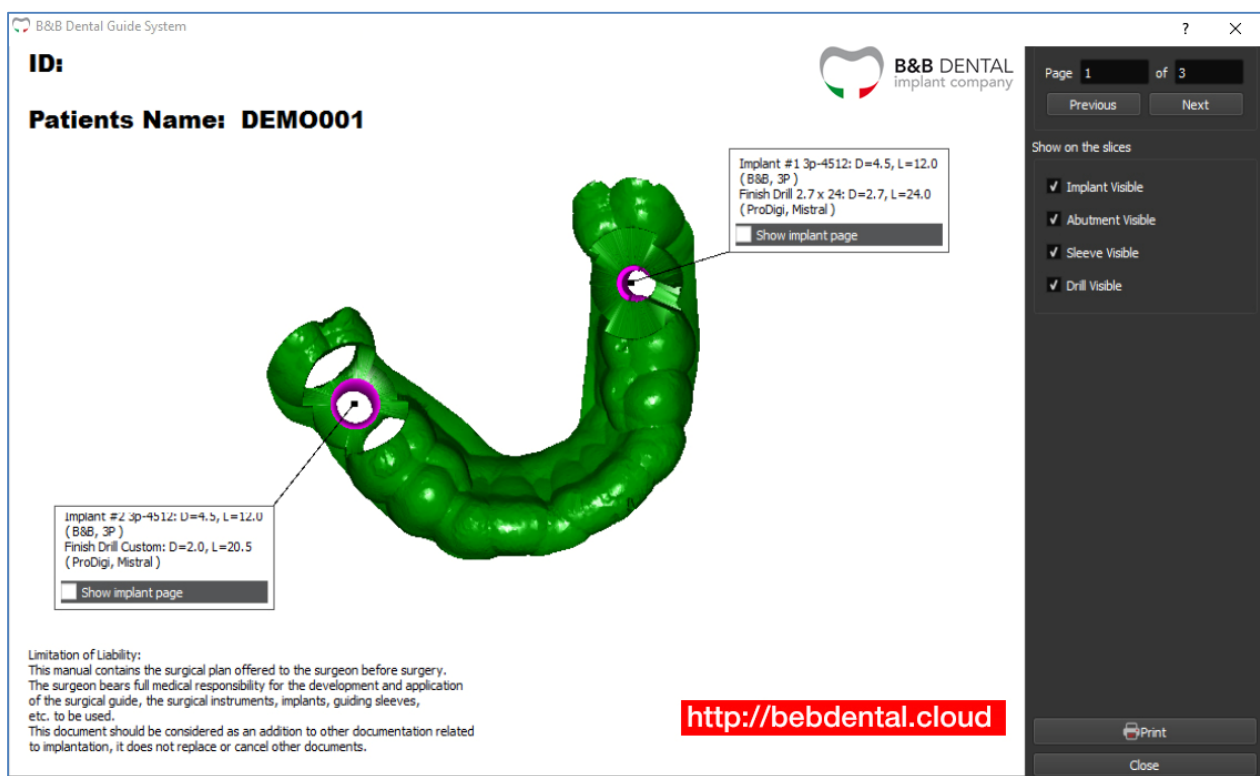 B&B Dental Guide System
? 
ID:
B&B DENTAL
implant company
Patients Name: DEMO001
Page 1 of 3
Previous Next
Show on the slices
Implant Visible
Abutment Visible
Sleeve Visible
Drill Visible
Implant #1 3p-4512: D=4.5, L=12.0
( B&B, 3P )
Finish Drill 2.7 x 24: D=2.7, L=24.0
( ProDigi, Mistral )
Show implant page
Implant #2 3p-4512: D=4.5, L=12.0
( B&B, 3P )
Finish Drill Custom: D=2.0, L=20.5
( ProDigi, Mistral )
Show implant page
Limitation of Liability:
This manual contains the surgical plan offered to the surgeon before surgery.
The surgeon bears full medical responsibility for the development and application
of the surgical guide, the surgical instruments, implants, guiding sleeves,
etc. to be used.
This document should be considered as an addition to other documentation related
to implantation, it does not replace or cancel other documents.
http://bebdental.cloud
Print
Close